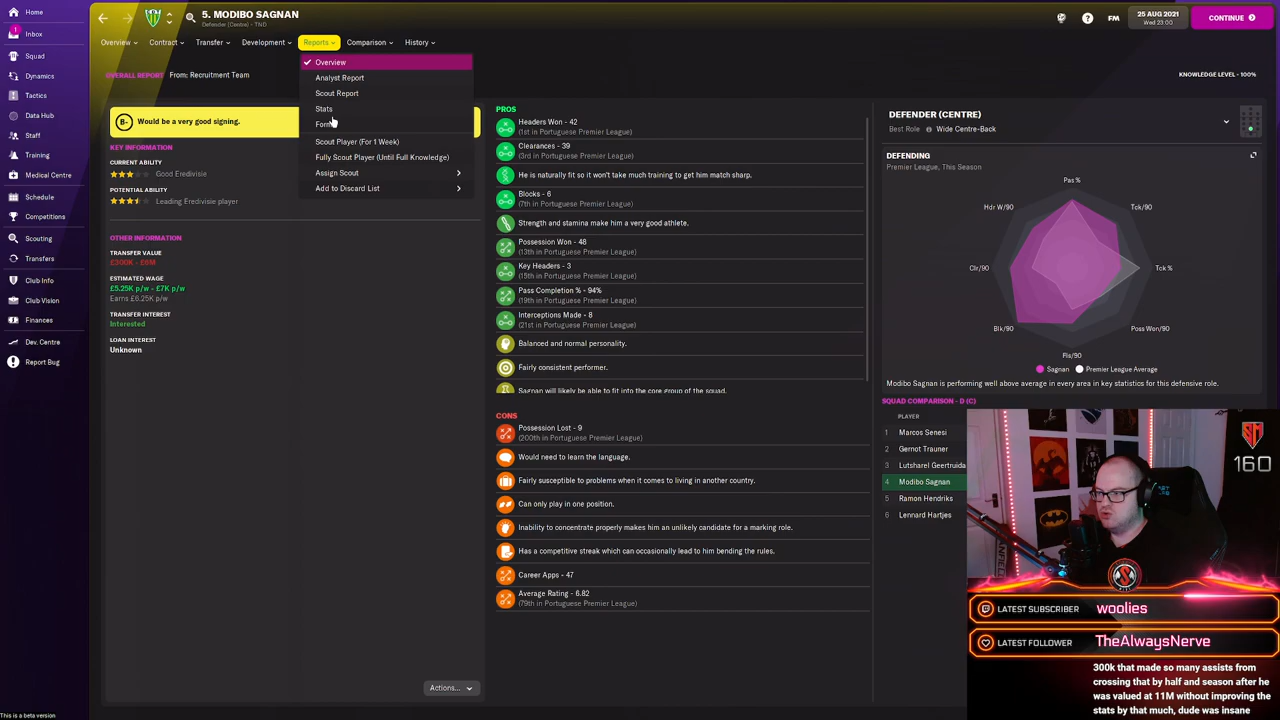 Home
Inbox
1
Squad
Dynamics
Tactics
Data Hub
Staff
Training
Medical Centre
Schedule
Competitions
Scouting
Transfers
Club Info
Club Vision
Finances
Dev. Centre
Report Bug
This is a beta version
5. MODIBO SAGNAN
Defender (Centre) - TND
FM
25 AUG 2021
Wed 23:00
CONTINUE
Overview
Contract
Transfer
Development
Reports
Comparison
History
OVERALL REPORT From: Recruitment Team
KNOWLEDGE LEVEL - 100%
Overview
Analyst Report
Scout Report
Stats
Form
Scout Player (For 1 Week)
Fully Scout Player (Until Full Knowledge)
Assign Scout
Add to Discard List
B- Would be a very good signing.
KEY INFORMATION
CURRENT ABILITY
Good Eredivisie
POTENTIAL ABILITY
Leading Eredivisie player
OTHER INFORMATION
TRANSFER VALUE
£300K - £6M
ESTIMATED WAGE
£5.25K p/w - £7K p/w
Earns £6.25K p/w
TRANSFER INTEREST
Interested
LOAN INTEREST
Unknown
Actions...
PROS
Headers Won - 42
(1st in Portuguese Premier League)
Clearances - 39
(3rd in Portuguese Premier League)
He is naturally fit so it won't take much training to get him match sharp.
Blocks - 6
(7th in Portuguese Premier League)
Strength and stamina make him a very good athlete.
Possession Won - 48
(13th in Portuguese Premier League)
Key Headers - 3
(15th in Portuguese Premier League)
Pass Completion % - 94%
(19th in Portuguese Premier League)
Interceptions Made - 8
(21st in Portuguese Premier League)
Balanced and normal personality.
Fairly consistent performer.
Sagnan will likely be able to fit into the core group of the squad.
CONS
Possession Lost - 9
(200th in Portuguese Premier League)
Would need to learn the language.
Fairly susceptible to problems when it comes to living in another country.
Can only play in one position.
Inability to concentrate properly makes him an unlikely candidate for a marking role.
Has a competitive streak which can occasionally lead to him bending the rules.
Career Apps - 47
Average Rating - 6.82
(79th in Portuguese Premier League)
DEFENDER (CENTRE)
Best Role Wide Centre-Back
DEFENDING
Premier League, This Season
Pas %
Hdr W/90
Tck/90
Clr/90
Tck %
Blk/90
Poss Won/90
Fls/90
Sagnan
Premier League Average
Modibo Sagnan is performing well above average in every area in key statistics for this defensive role.
SQUAD COMPARISON - D (C)
PLAYER
1 Marcos Senesi
2 Gernot Trauner
3 Lutsharel Geertruida
4 Modibo Sagnan
5 Ramon Hendriks
6 Lennard Hartjes
160
LATEST SUBSCRIBER woolies
LATEST FOLLOWER TheAlwaysNerve
300k that made so many assists from
crossing that by half and season after he
was valued at 11M without improving the
stats by that much, dude was insane